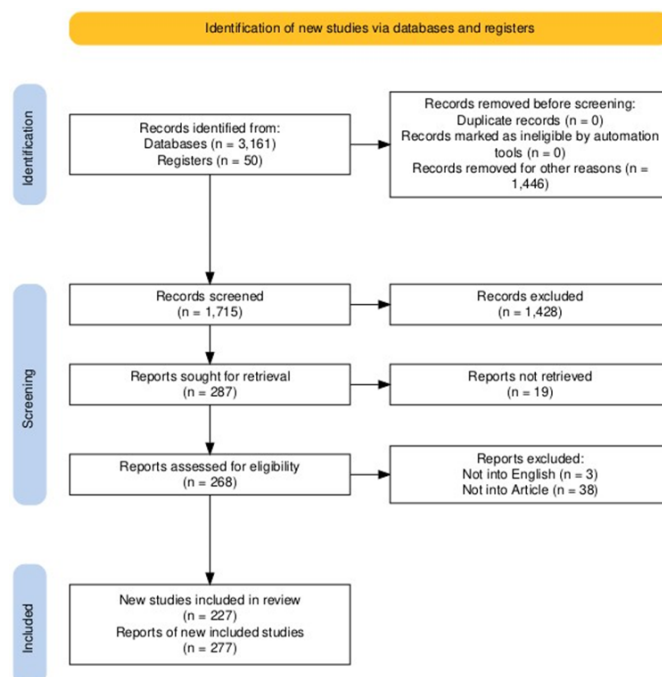 Identification of new studies via databases and registers
Identification
Records identified from:
Databases (n = 3,161)
Registers (n = 50)
Records removed before screening:
Duplicate records (n = 0)
Records marked as ineligible by automation
tools (n = 0)
Records removed for other reasons (n =
1,446)
Screening
Records screened
(n = 1,715)
Records excluded
(n = 1,428)
Reports sought for retrieval
(n = 287)
Reports not retrieved
(n = 19)
Reports assessed for eligibility
(n = 268)
Reports excluded:
Not into English (n = 3)
Not into Article (n = 38)
Included
New studies included in review
(n = 227)
Reports of new included studies
(n = 277)